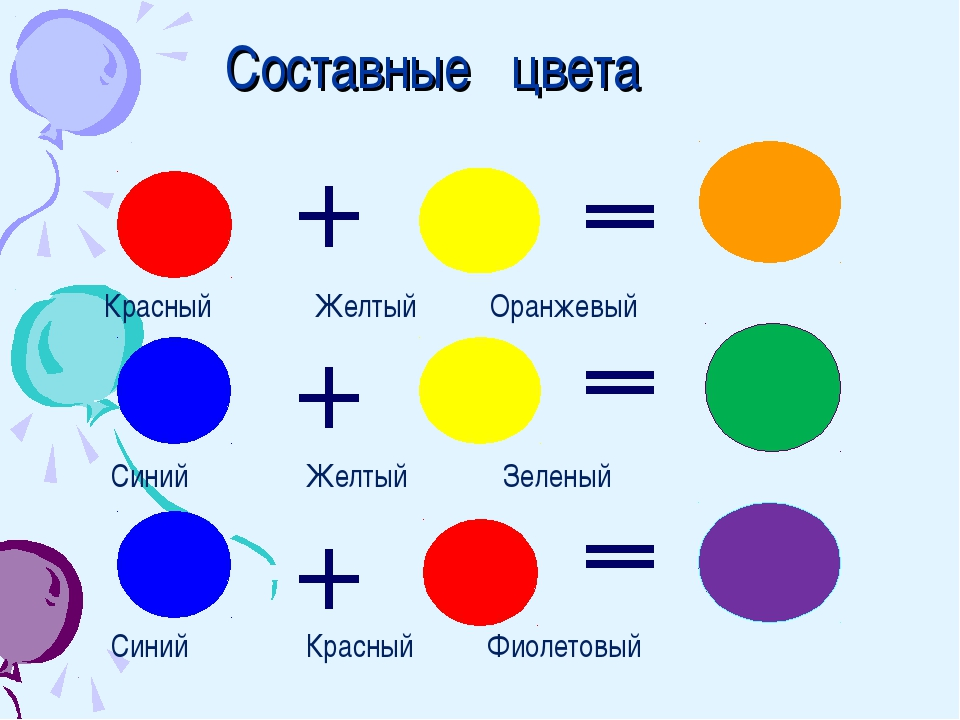 Составные цвета
Красный Желтый Оранжевый
Синий Желтый Зеленый
Синий Красный Фиолетовый